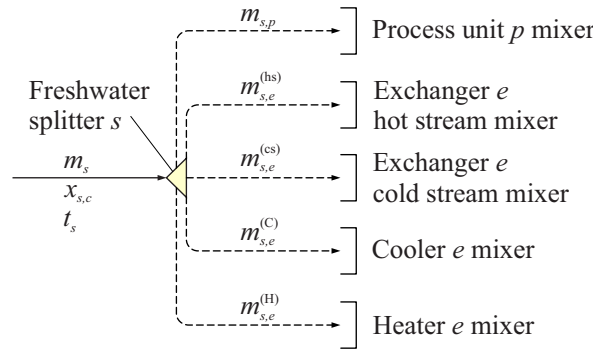 m_{s,p}
Process unit p mixer
Freshwater
splitter s
m_{s,e}^{(hs)}
Exchanger e
hot stream mixer
m_s
x_{s,c}
t_s
m_{s,e}^{(cs)}
Exchanger e
cold stream mixer
m_{s,e}^{(C)}
Cooler e mixer
m_{s,e}^{(H)}
Heater e mixer